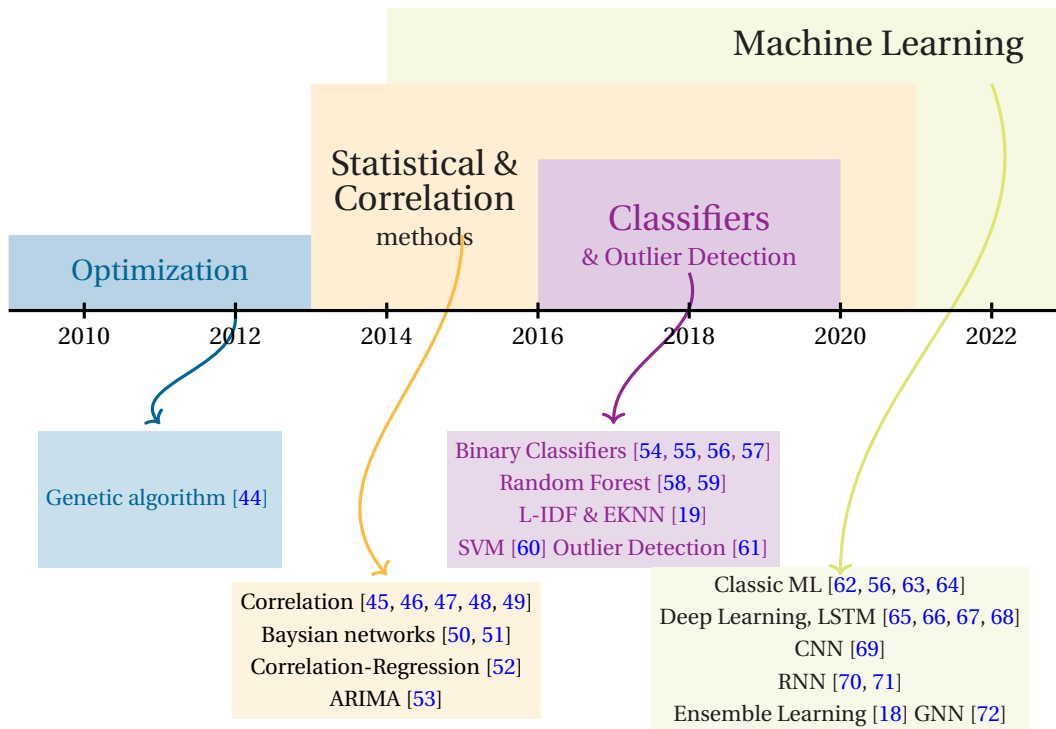 Machine Learning
Statistical &
Correlation
methods
Classifiers
& Outlier Detection
Optimization
2010
2012
2014
2016
2018
2020
2022
Genetic algorithm [44]
Binary Classifiers [54, 55, 56, 57]
Random Forest [58, 59]
L-IDF & EKNN [19]
SVM [60] Outlier Detection [61]
Correlation [45, 46, 47, 48, 49]
Baysian networks [50, 51]
Correlation-Regression [52]
ARIMA [53]
Classic ML [62, 56, 63, 64]
Deep Learning, LSTM [65, 66, 67, 68]
CNN [69]
RNN [70, 71]
Ensemble Learning [18] GNN [72]